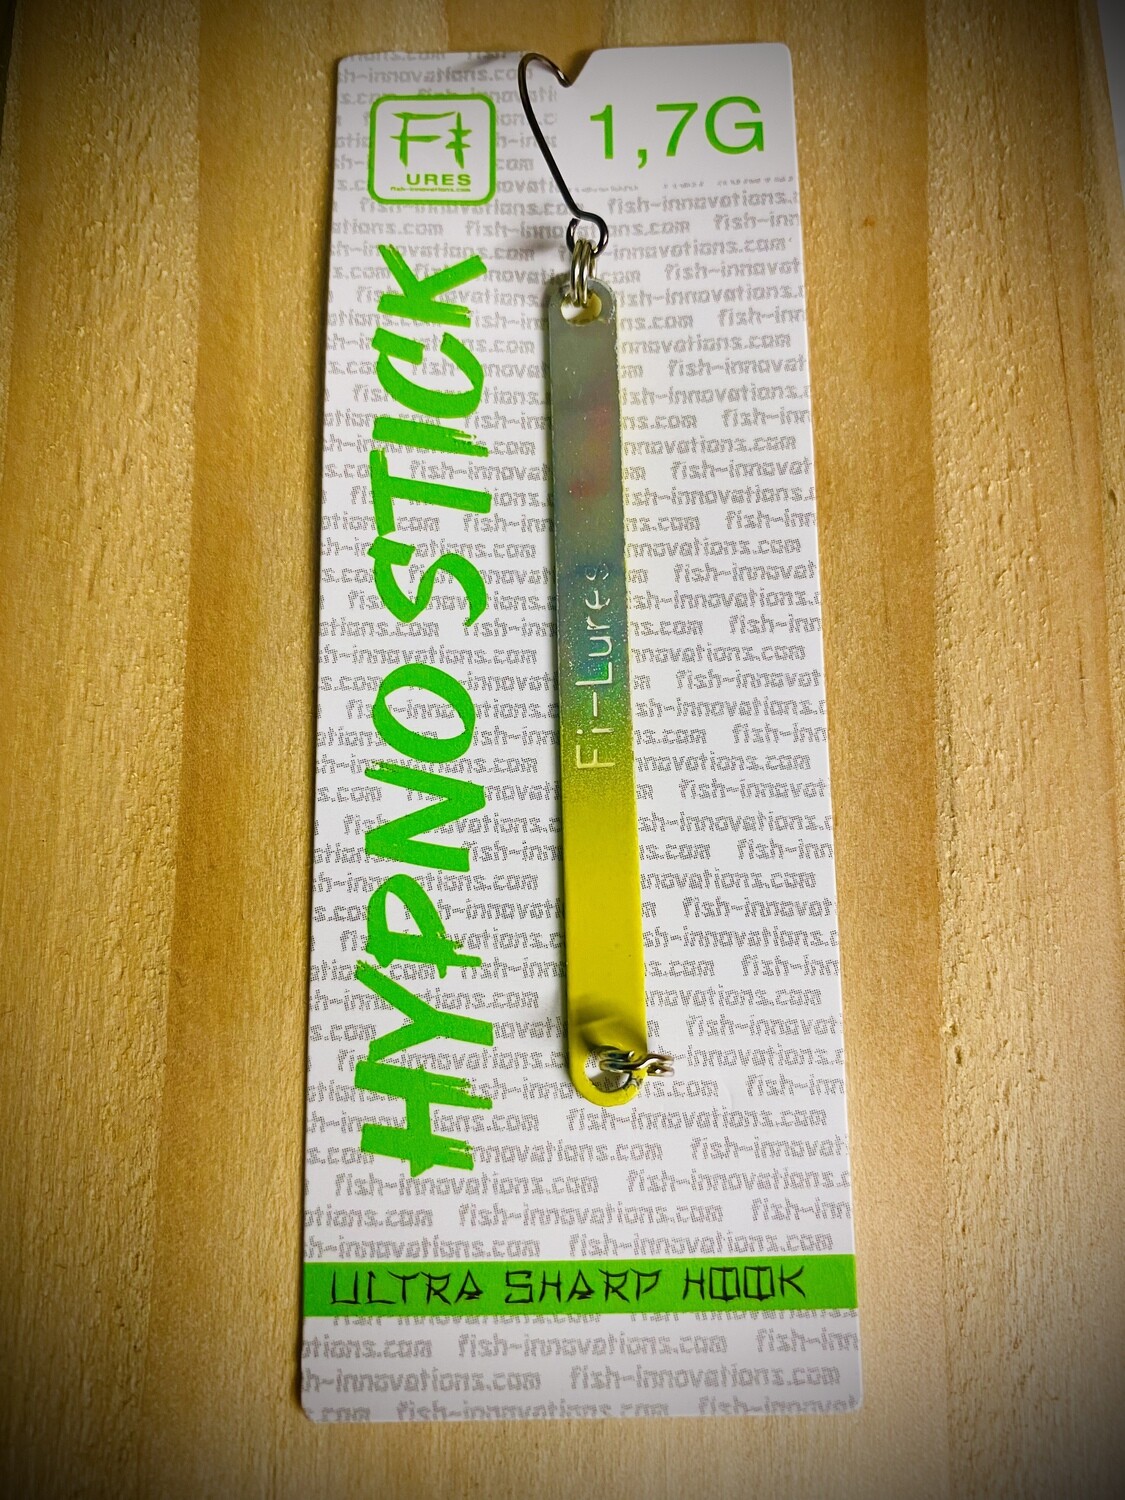 Fi
URES
fish-innovations.com
1,7G
HYPNO STICK
Fi-Lures
ULTRA SHARP HOOK
fish-innovations.com